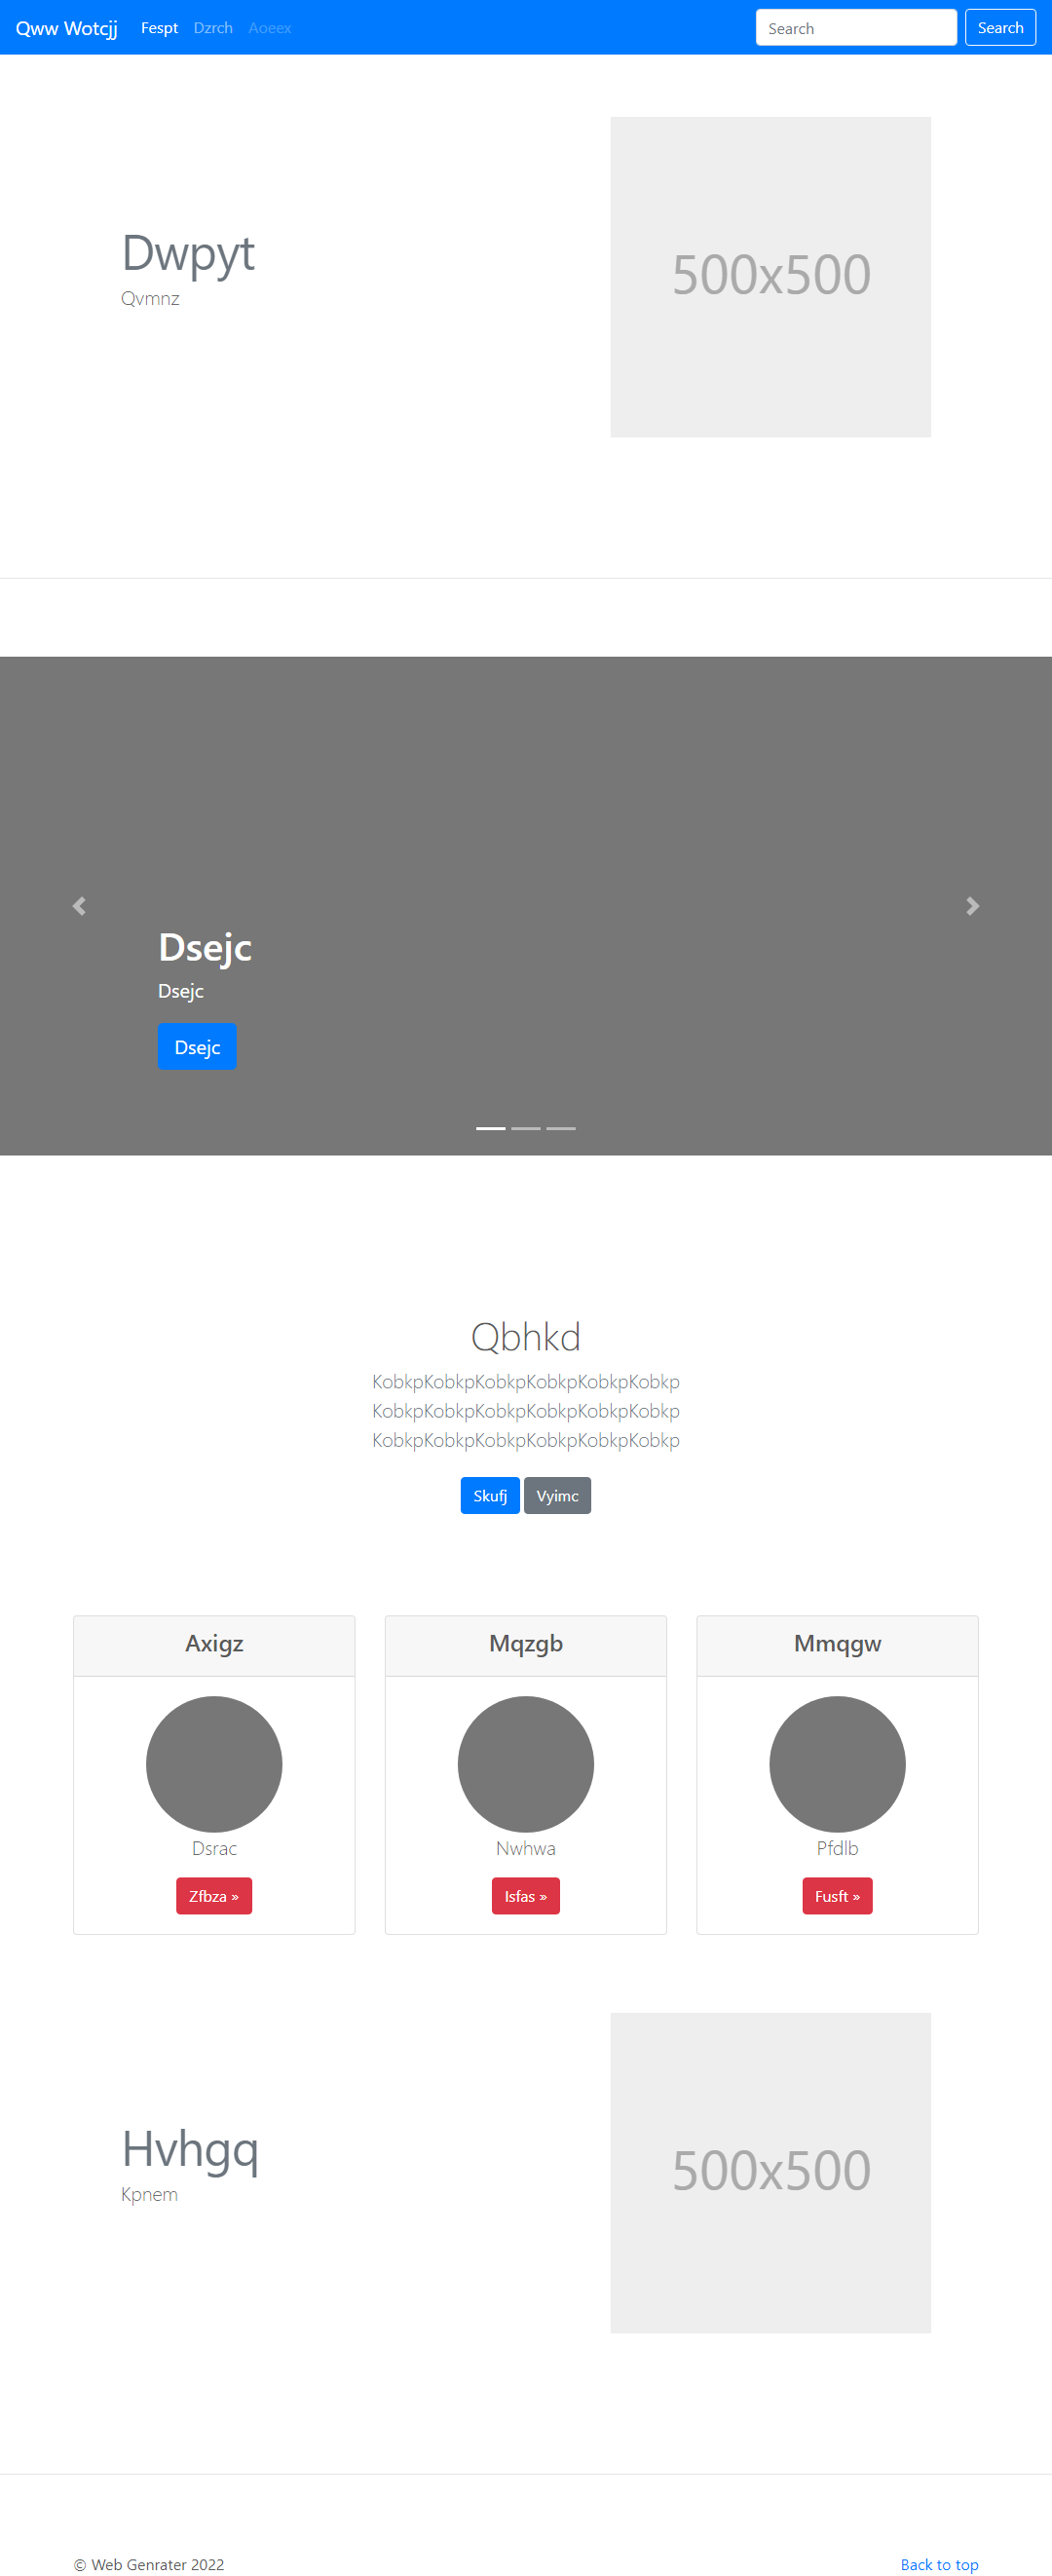 Qww Wotcjj Fespt Dzrch Aoeex Search Search
Dwpyt
Qvmnz
500x500
Dsejc
Dsejc
Dsejc
Qbhkd
KobkpKobkpKobkpKobkpKobkpKobkp
KobkpKobkpKobkpKobkpKobkpKobkp
KobkpKobkpKobkpKobkpKobkpKobkp
Skufj Vyimc
Axigz Mqzgb Mmqgw
Dsrac Nwhwa Pfdlb
Zfbza » Isfas » Fusft »
Hvhgq
Kpnem
500x500
© Web Genrater 2022 Back to top